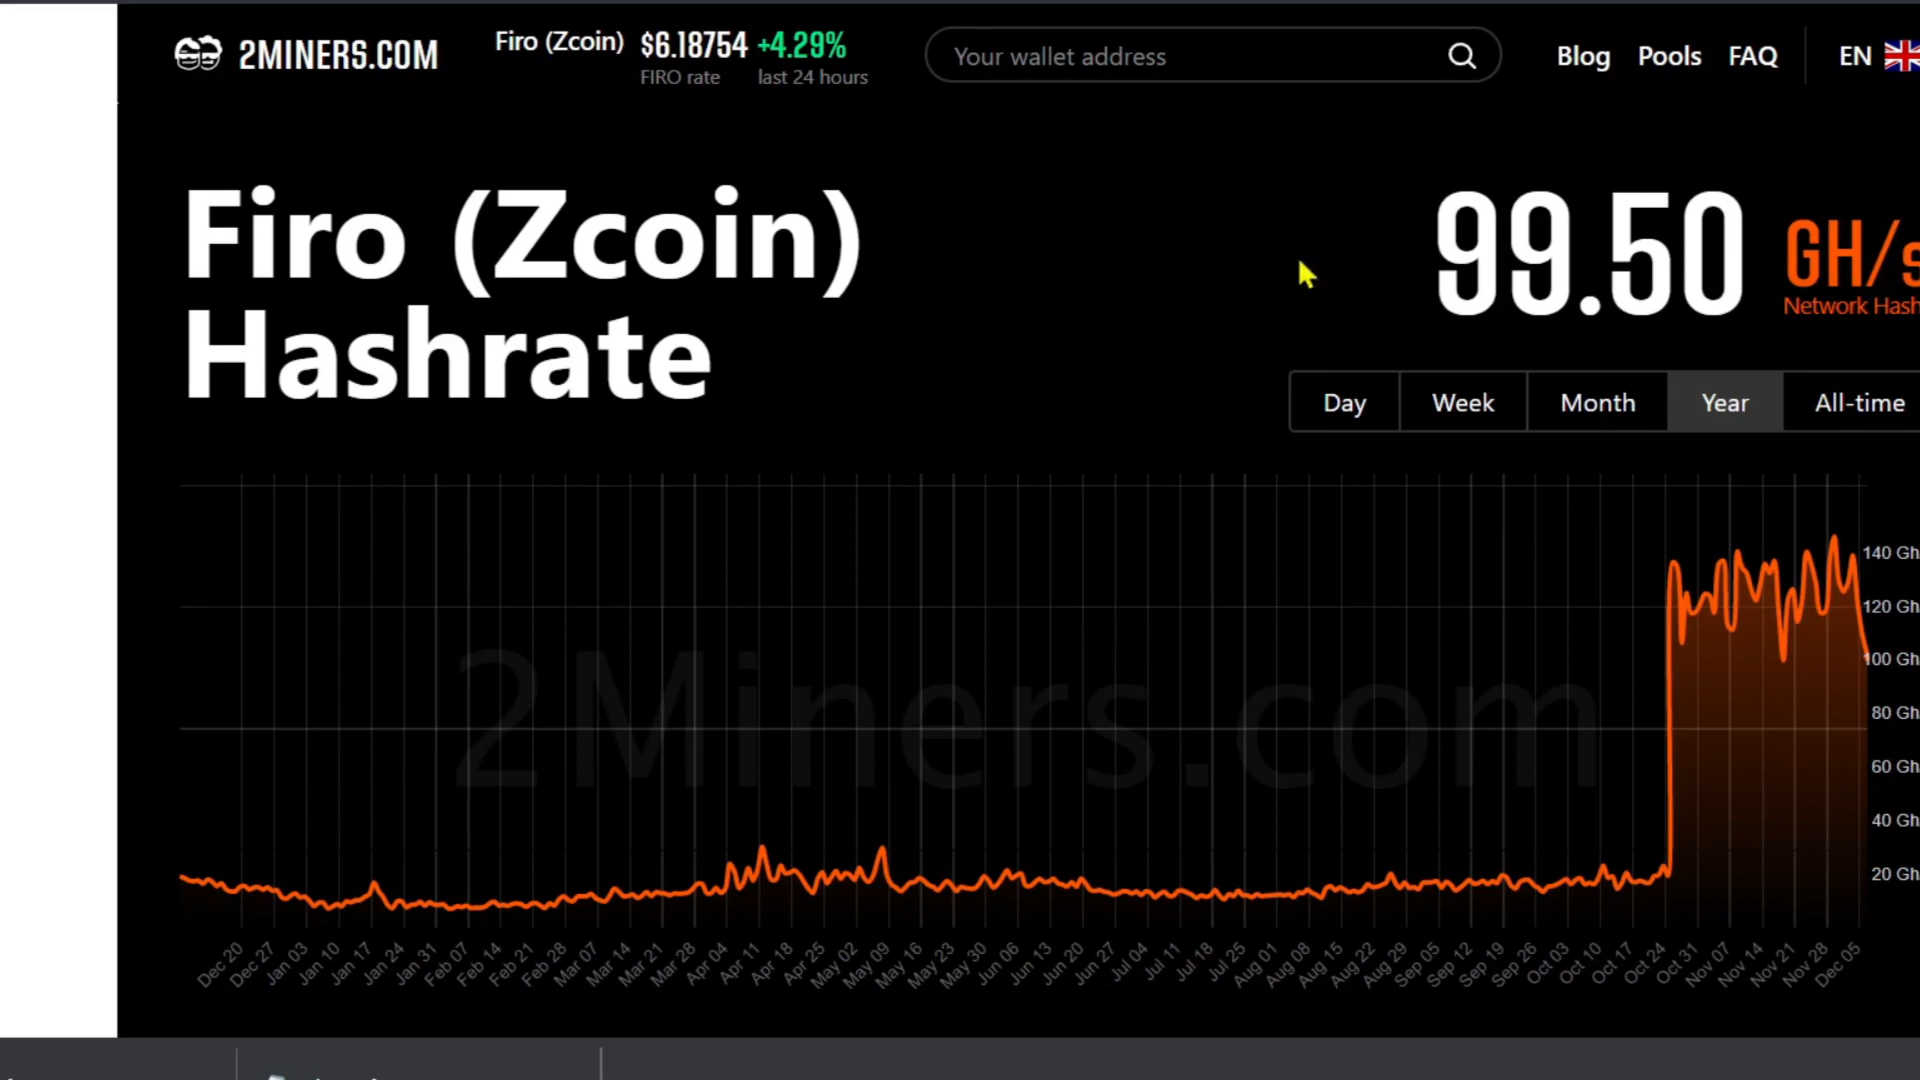 2MINERS.COM
Firo (Zcoin) $6.18754 +4.29%
FIRO rate last 24 hours
Your wallet address
Blog Pools FAQ EN
Firo (Zcoin)
Hashrate
99.50 GH/s
Network Hash
Day Week Month Year All-time
2Miners.com
140 Gh
120 Gh
100 Gh
80 Gh
60 Gh
40 Gh
20 Gh
Dec 20 Dec 27 Jan 03 Jan 10 Jan 17 Jan 24 Jan 31 Feb 07 Feb 14 Feb 21 Feb 28 Mar 07 Mar 14 Mar 21 Mar 28 Apr 04 Apr 11 Apr 18 Apr 25 May 02 May 09 May 16 May 23 May 30 Jun 06 Jun 13 Jun 20 Jun 27 Jul 04 Jul 11 Jul 18 Jul 25 Aug 01 Aug 08 Aug 15 Aug 22 Aug 29 Sep 05 Sep 12 Sep 19 Sep 26 Oct 03 Oct 10 Oct 17 Oct 24 Oct 31 Nov 07 Nov 14 Nov 21 Nov 28 Dec 05